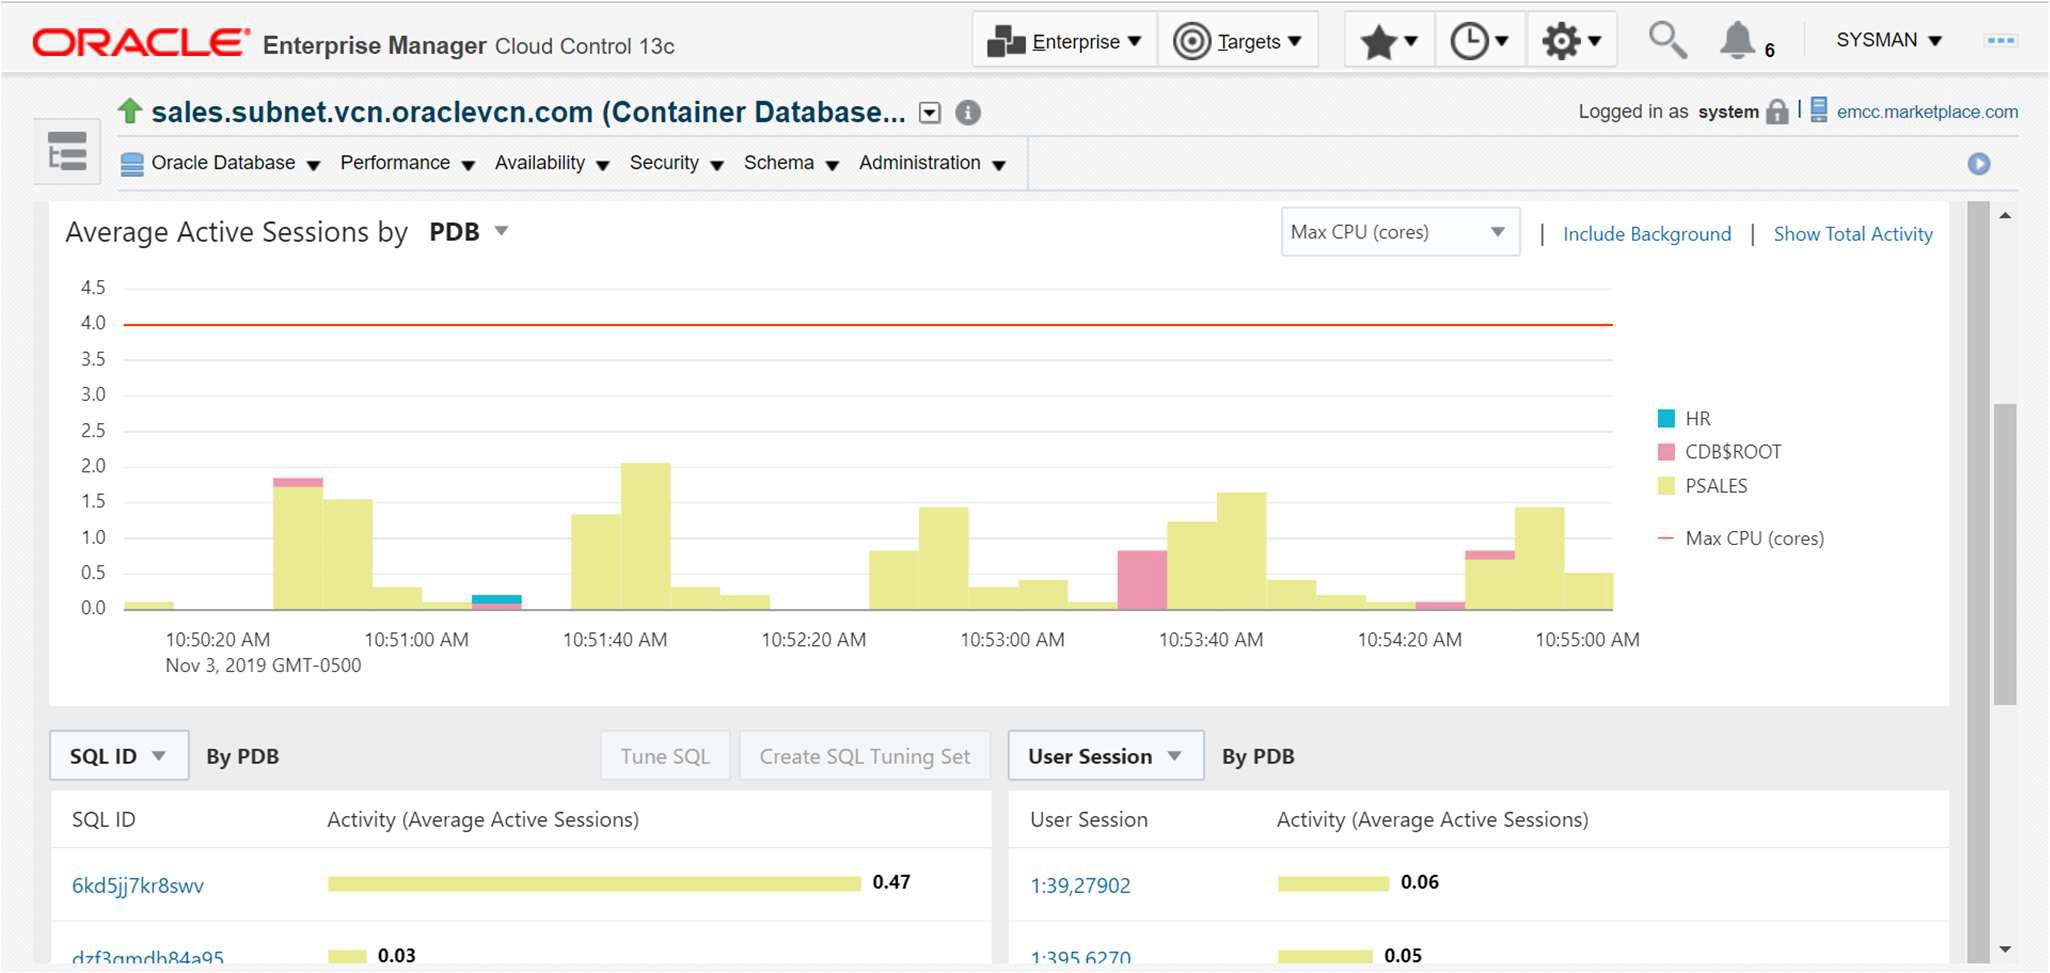 ORACLE Enterprise Manager Cloud Control 13c
Enterprise Targets 6 SYSMAN
sales.subnet.vcn.oraclevcn.com (Container Database...
Logged in as system | emcc.marketplace.com
Oracle Database Performance Availability Security Schema Administration
Average Active Sessions by PDB
Max CPU (cores) | Include Background | Show Total Activity
4.5
4.0
3.5
3.0
2.5
2.0
1.5
1.0
0.5
0.0
HR
CDB$ROOT
PSALES
Max CPU (cores)
10:50:20 AM 10:51:00 AM 10:51:40 AM 10:52:20 AM 10:53:00 AM 10:53:40 AM 10:54:20 AM 10:55:00 AM
Nov 3, 2019 GMT-0500
SQL ID By PDB Tune SQL Create SQL Tuning Set
SQL ID Activity (Average Active Sessions)
6kd5jj7kr8swv 0.47
dzf3qmdh84a95 0.03
User Session By PDB
User Session Activity (Average Active Sessions)
1:39,27902 0.06
1:395,6270 0.05